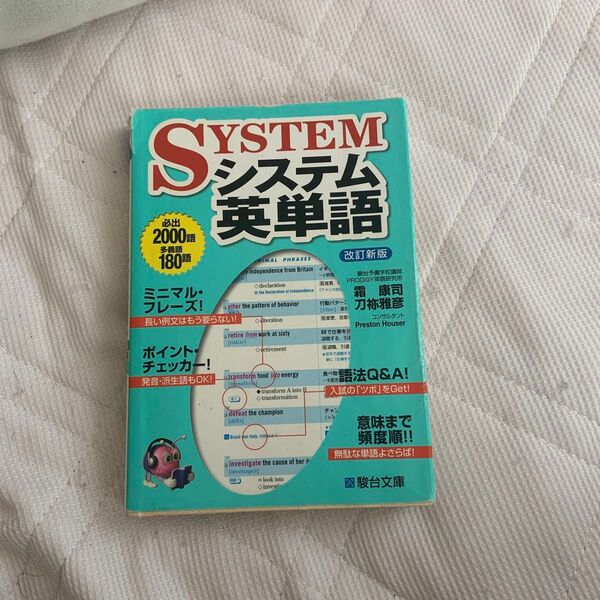 SYSTEM
システム
英単語
必出
2000語
多義語
180語
改訂新版
駿台予備学校講師
PRODIGY英語研究所
霜 康司
刀祢雅彦
コンサルタント
Preston Houser
ミニマル・
フレーズ!
長い例文はもう要らない!
ポイント・
チェッカー!
発音・派生語もOK!
MINIMAL PHRASES
independence from Britain
declaration
the Declaration of Independence
alter the pattern of behavior
alteration
retire from work at sixty
retirement
transform food into energy
transform A into B
transformation
defeat the champion
investigate the cause of her d
= look into
語法Q&A!
入試の「ツボ」をGet!
意味まで
頻度順!!
無駄な単語よさらば!
駿台文庫